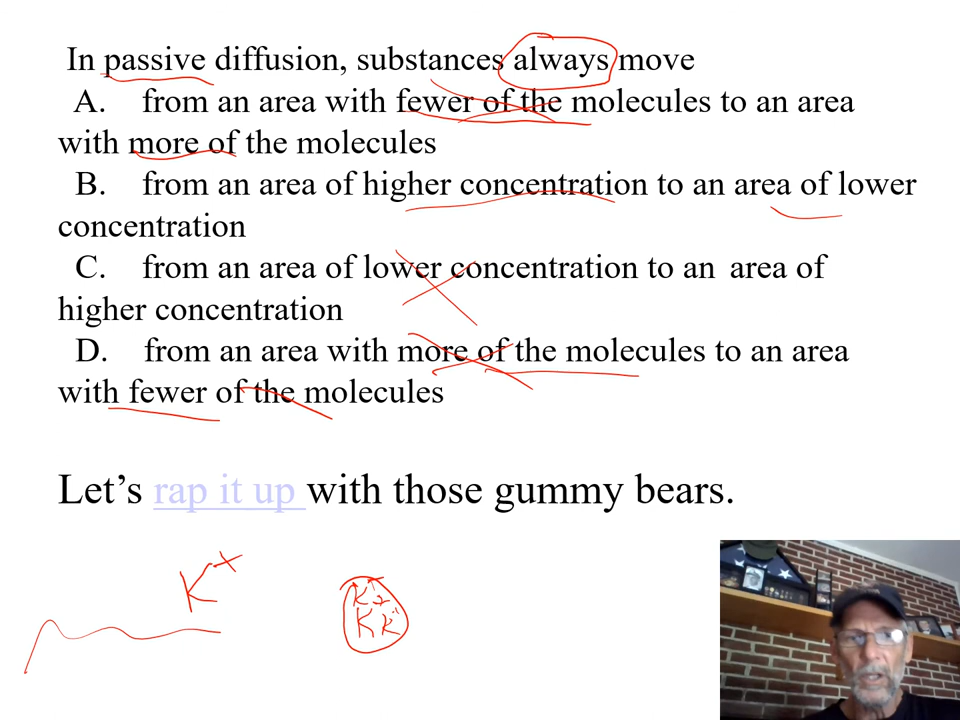 In passive diffusion, substances always move
A. from an area with fewer of the molecules to an area
with more of the molecules
B. from an area of higher concentration to an area of lower
concentration
C. from an area of lower concentration to an area of
higher concentration
D. from an area with more of the molecules to an area
with fewer of the molecules
Let’s rap it up with those gummy bears.
K+
K+
K K+